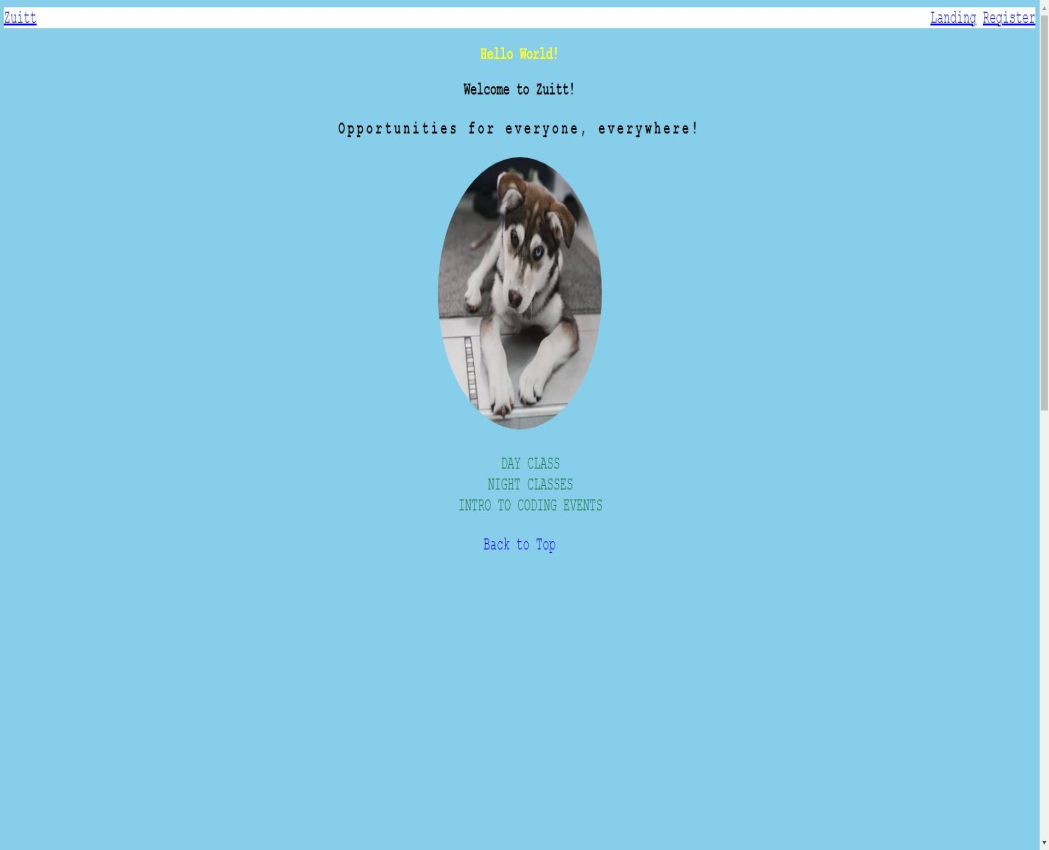 Zuitt Landing Register
Hello World!
Welcome to Zuitt!
Opportunities for everyone, everywhere!
DAY CLASS
NIGHT CLASSES
INTRO TO CODING EVENTS
Back to Top